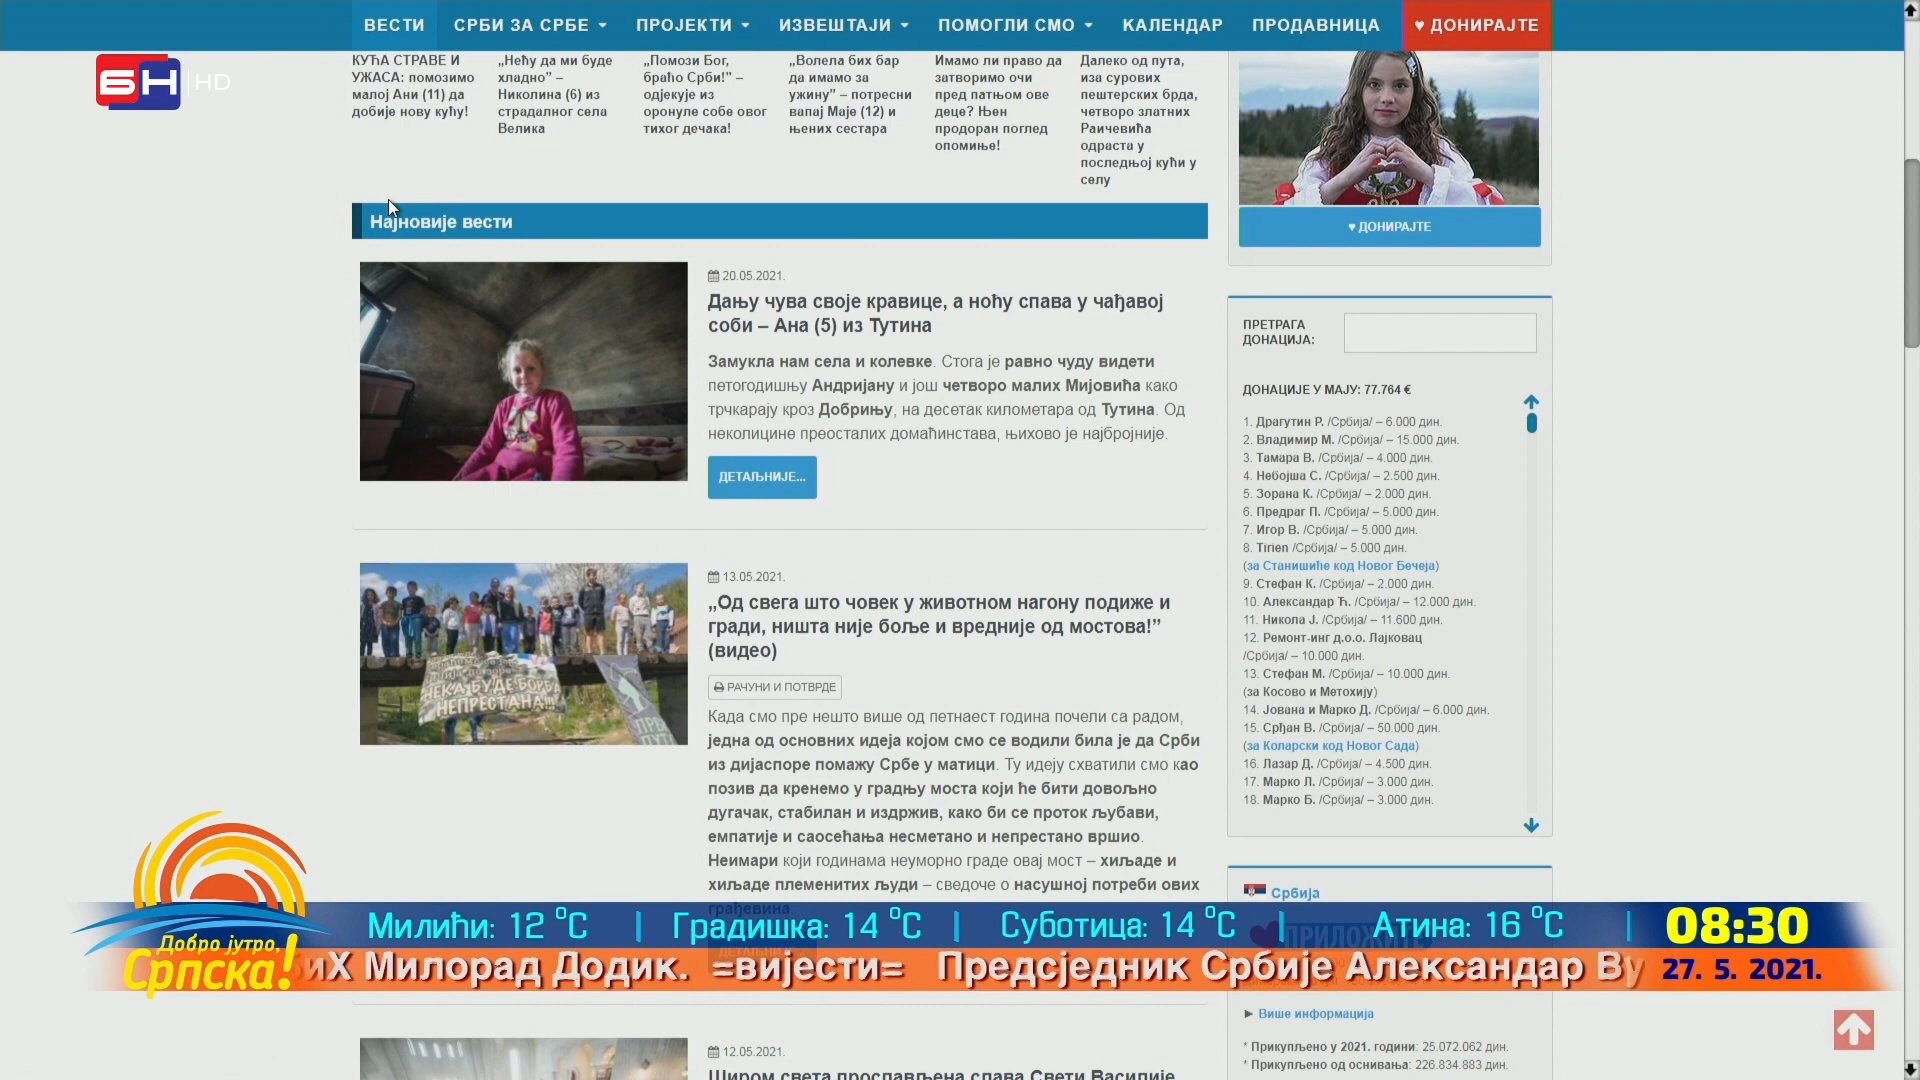 ВЕСТИ
СРБИ ЗА СРБЕ
ПРОЈЕКТИ
ИЗВЕШТАЈИ
ПОМОГЛИ СМО
КАЛЕНДАР
ПРОДАВНИЦА
♥ ДОНИРАЈТЕ
БН HD
КУЋА СТРАВЕ И
УЖАСА: помозимо
малој Ани (11) да
добије нову кућу!
„Нећу да ми буде
хладно” –
Николина (6) из
страдалног села
Велика
„Помози Бог,
браћо Срби!” –
одјекује из
оронуле собе овог
тихог дечака!
„Волела бих бар
да имамо за
ужину” – потресни
вапај Маје (12) и
њених сестара
Имамо ли право да
затворимо очи
пред патњом ове
деце? Њен
продоран поглед
опомиње!
Далеко од пута,
иза сурових
пештерских брда,
четворо златних
Раичевића
одраста у
последњој кући у
селу
♥ ДОНИРАЈТЕ
Најновије вести
20.05.2021.
Дању чува своје кравице, а ноћу спава у чађавој
соби – Ана (5) из Тутина
Замукла нам села и колевке. Стога је равно чуду видети
петогодишњу Андријану и још четворо малих Мијовића како
трчкарају кроз Добрињу, на десетак километара од Тутина. Од
неколицине преосталих домаћинстава, њихово је најбројније.
ДЕТАЉНИЈЕ...
13.05.2021.
„Од свега што човек у животном нагону подиже и
гради, ништа није боље и вредније од мостова!”
(видео)
РАЧУНИ И ПОТВРДЕ
НЕКА БУДЕ БОРБА
НЕПРЕСТАНА!!!
Када смо пре нешто више од петнаест година почели са радом,
једна од основних идеја којом смо се водили била је да Срби
из дијаспоре помажу Србе у матици. Ту идеју схватили смо као
позив да кренемо у градњу моста који ће бити довољно
дугачак, стабилан и издржив, како би се проток љубави,
емпатије и саосећања несметано и непрестано вршио.
Неимари који годинама неуморно граде овај мост – хиљаде и
хиљаде племенитих људи – сведоче о насушној потреби ових
грађевина.
12.05.2021.
Широм света прослављена слава Свети Василије
ПРЕТРАГА
ДОНАЦИЈА:
ДОНАЦИЈЕ У МАЈУ: 77.764 €
1. Драгутин Р. /Србија/ – 6.000 дин.
2. Владимир М. /Србија/ – 15.000 дин.
3. Тамара В. /Србија/ – 4.000 дин.
4. Небојша С. /Србија/ – 2.500 дин.
5. Зорана К. /Србија/ – 2.000 дин.
6. Предраг П. /Србија/ – 5.000 дин.
7. Игор В. /Србија/ – 5.000 дин.
8. Tirien /Србија/ – 5.000 дин.
(за Станишиће код Новог Бечеја)
9. Стефан К. /Србија/ – 2.000 дин.
10. Александар Ћ. /Србија/ – 12.000 дин.
11. Никола Ј. /Србија/ – 11.600 дин.
12. Ремонт-инг д.о.о. Лајковац
/Србија/ – 10.000 дин.
13. Стефан М. /Србија/ – 10.000 дин.
(за Косово и Метохију)
14. Јована и Марко Д. /Србија/ – 6.000 дин.
15. Срђан В. /Србија/ – 50.000 дин.
(за Коларски код Новог Сада)
16. Лазар Д. /Србија/ – 4.500 дин.
17. Марко Л. /Србија/ – 3.000 дин.
18. Марко Б. /Србија/ – 3.000 дин.
Србија
ПРИЛОЖИТЕ
► Више информација
* Прикупљено у 2021. години: 25.072.062 дин.
* Прикупљено од оснивања: 226.834.883 дин.
Милићи: 12 °C | Градишка: 14 °C | Суботица: 14 °C | Атина: 16 °C |
08:30
Добро јутро,
Српска!
БиХ Милорад Додик. =вијести= Предсједник Србије Александар Ву
27. 5. 2021.